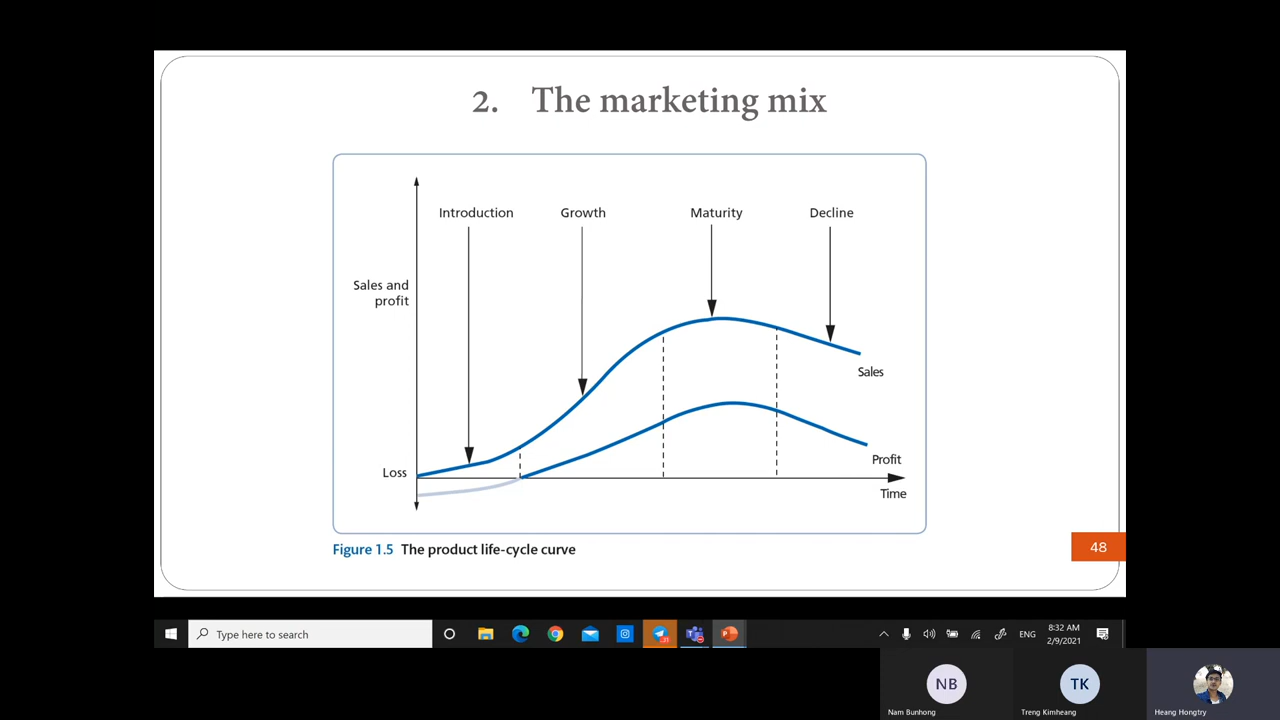 2. The marketing mix
Introduction
Growth
Maturity
Decline
Sales and
profit
Sales
Loss
Profit
Time
Figure 1.5 The product life-cycle curve
48
Type here to search
ENG
8:32 AM
2/9/2021
NB
TK
Nam Bunhong
Treng Kimheang
Heang Hongtry